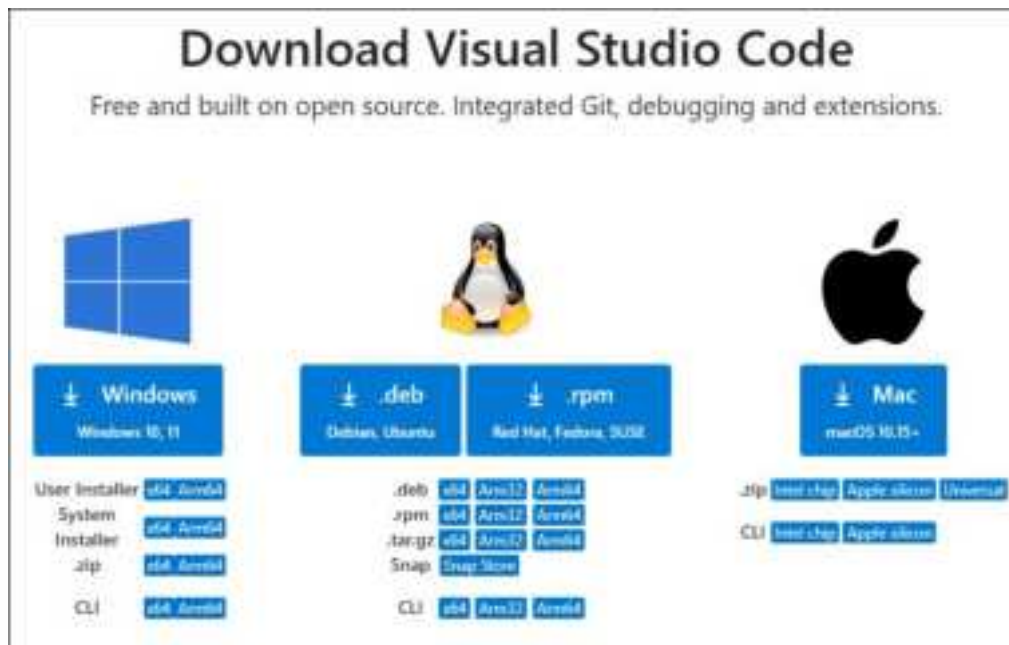 Download Visual Studio Code
Free and built on open source. Integrated Git, debugging and extensions.
Windows
Windows 10, 11
User Installer x64 Arm64
System Installer x64 Arm64
.zip x64 Arm64
CLI x64 Arm64
.deb
Debian, Ubuntu
.rpm
Red Hat, Fedora, SUSE
.deb x64 Arm32 Arm64
.rpm x64 Arm32 Arm64
.tar.gz x64 Arm32 Arm64
Snap Snap Store
CLI x64 Arm32 Arm64
Mac
macOS 10.15+
.zip Intel chip Apple silicon Universal
CLI Intel chip Apple silicon